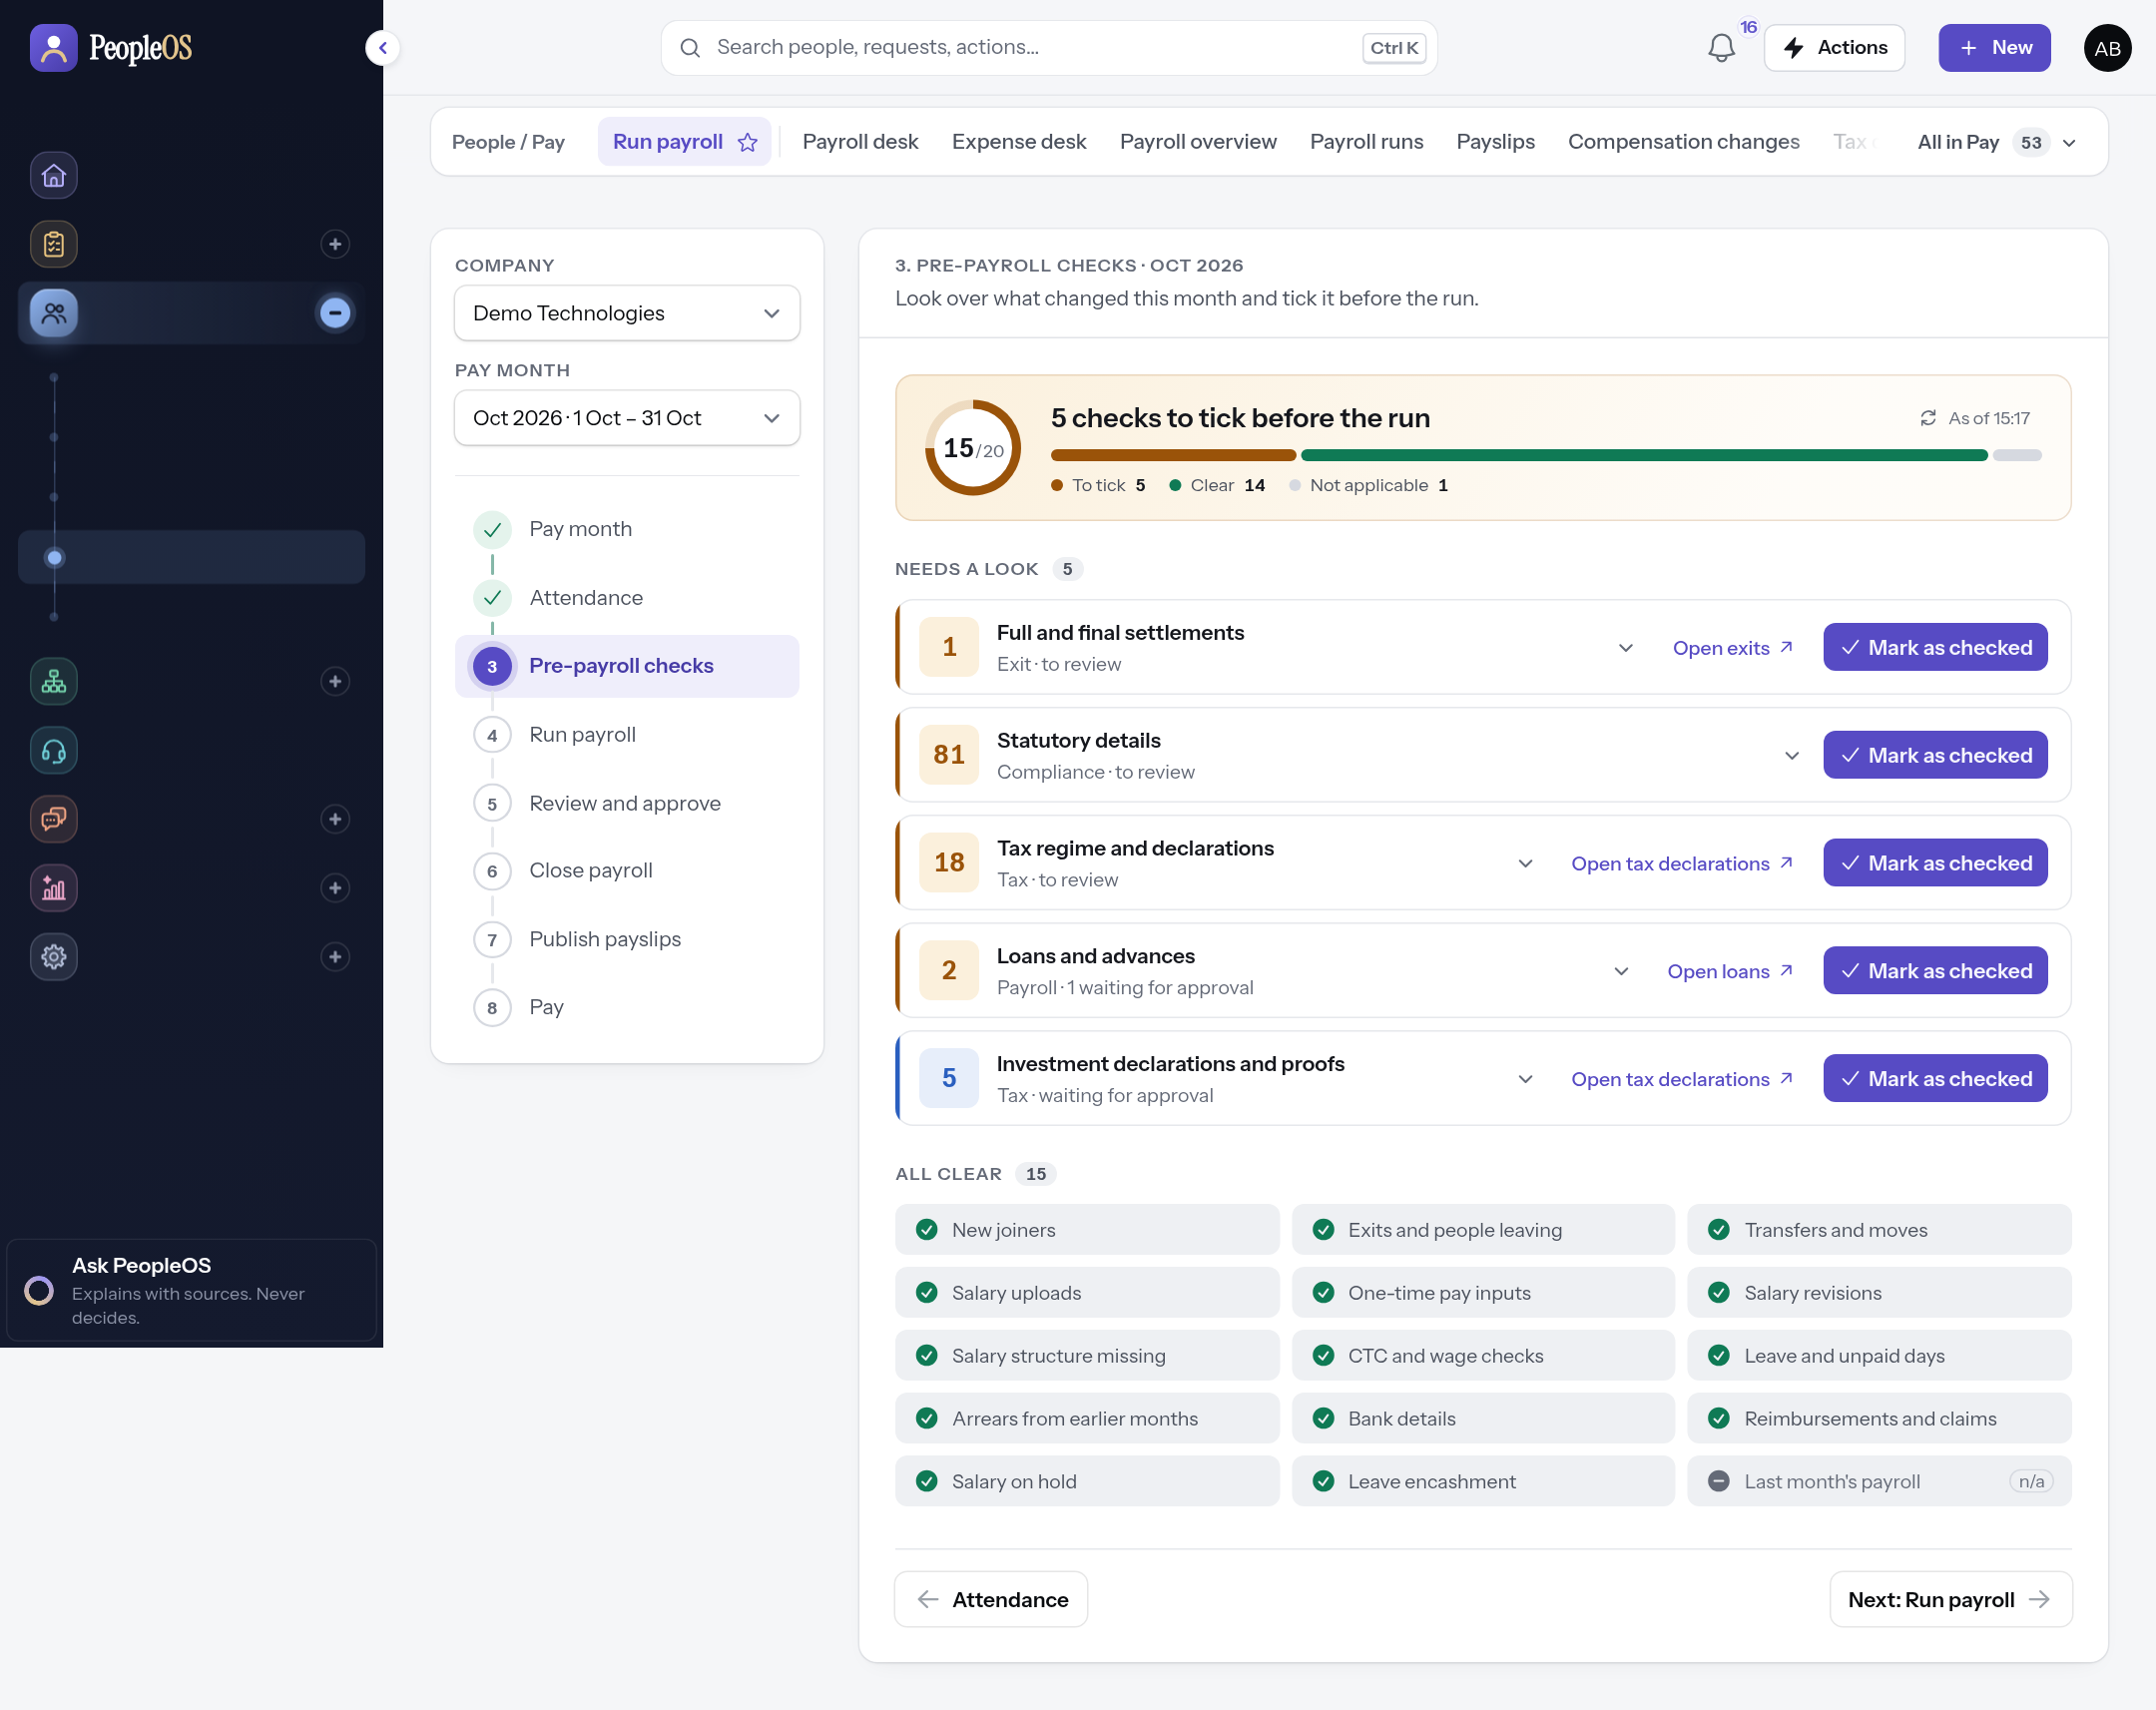 PeopleOS
Search people, requests, actions...
Ctrl K
16
Actions
New
AB
People / Pay
Run payroll
Payroll desk
Expense desk
Payroll overview
Payroll runs
Payslips
Compensation changes
Tax
All in Pay 53
COMPANY
Demo Technologies
PAY MONTH
Oct 2026 · 1 Oct – 31 Oct
Pay month
Attendance
3 Pre-payroll checks
4 Run payroll
5 Review and approve
6 Close payroll
7 Publish payslips
8 Pay
3. PRE-PAYROLL CHECKS · OCT 2026
Look over what changed this month and tick it before the run.
15/20
5 checks to tick before the run
As of 15:17
To tick 5 Clear 14 Not applicable 1
NEEDS A LOOK 5
1 Full and final settlements
Exit · to review
Open exits
Mark as checked
81 Statutory details
Compliance · to review
Mark as checked
18 Tax regime and declarations
Tax · to review
Open tax declarations
Mark as checked
2 Loans and advances
Payroll · 1 waiting for approval
Open loans
Mark as checked
5 Investment declarations and proofs
Tax · waiting for approval
Open tax declarations
Mark as checked
ALL CLEAR 15
New joiners
Exits and people leaving
Transfers and moves
Salary uploads
One-time pay inputs
Salary revisions
Salary structure missing
CTC and wage checks
Leave and unpaid days
Arrears from earlier months
Bank details
Reimbursements and claims
Salary on hold
Leave encashment
Last month's payroll n/a
Attendance
Next: Run payroll
Ask PeopleOS
Explains with sources. Never
decides.